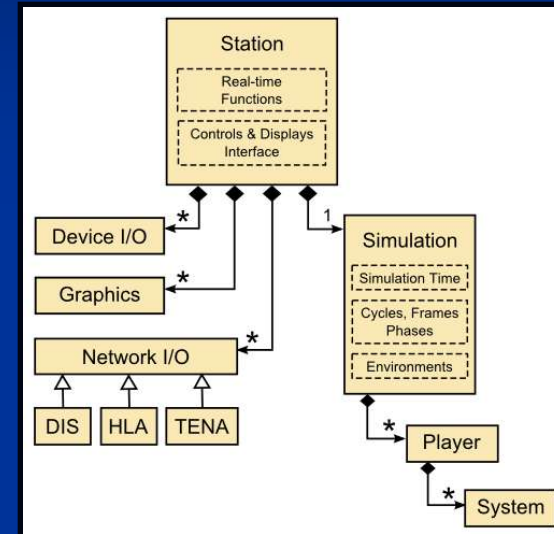 Station
Real-time
Functions
Controls & Displays
Interface
*
*
*
1
Device I/O
Graphics
Network I/O
DIS
HLA
TENA
Simulation
Simulation Time
Cycles, Frames
Phases
Environments
*
Player
*
System